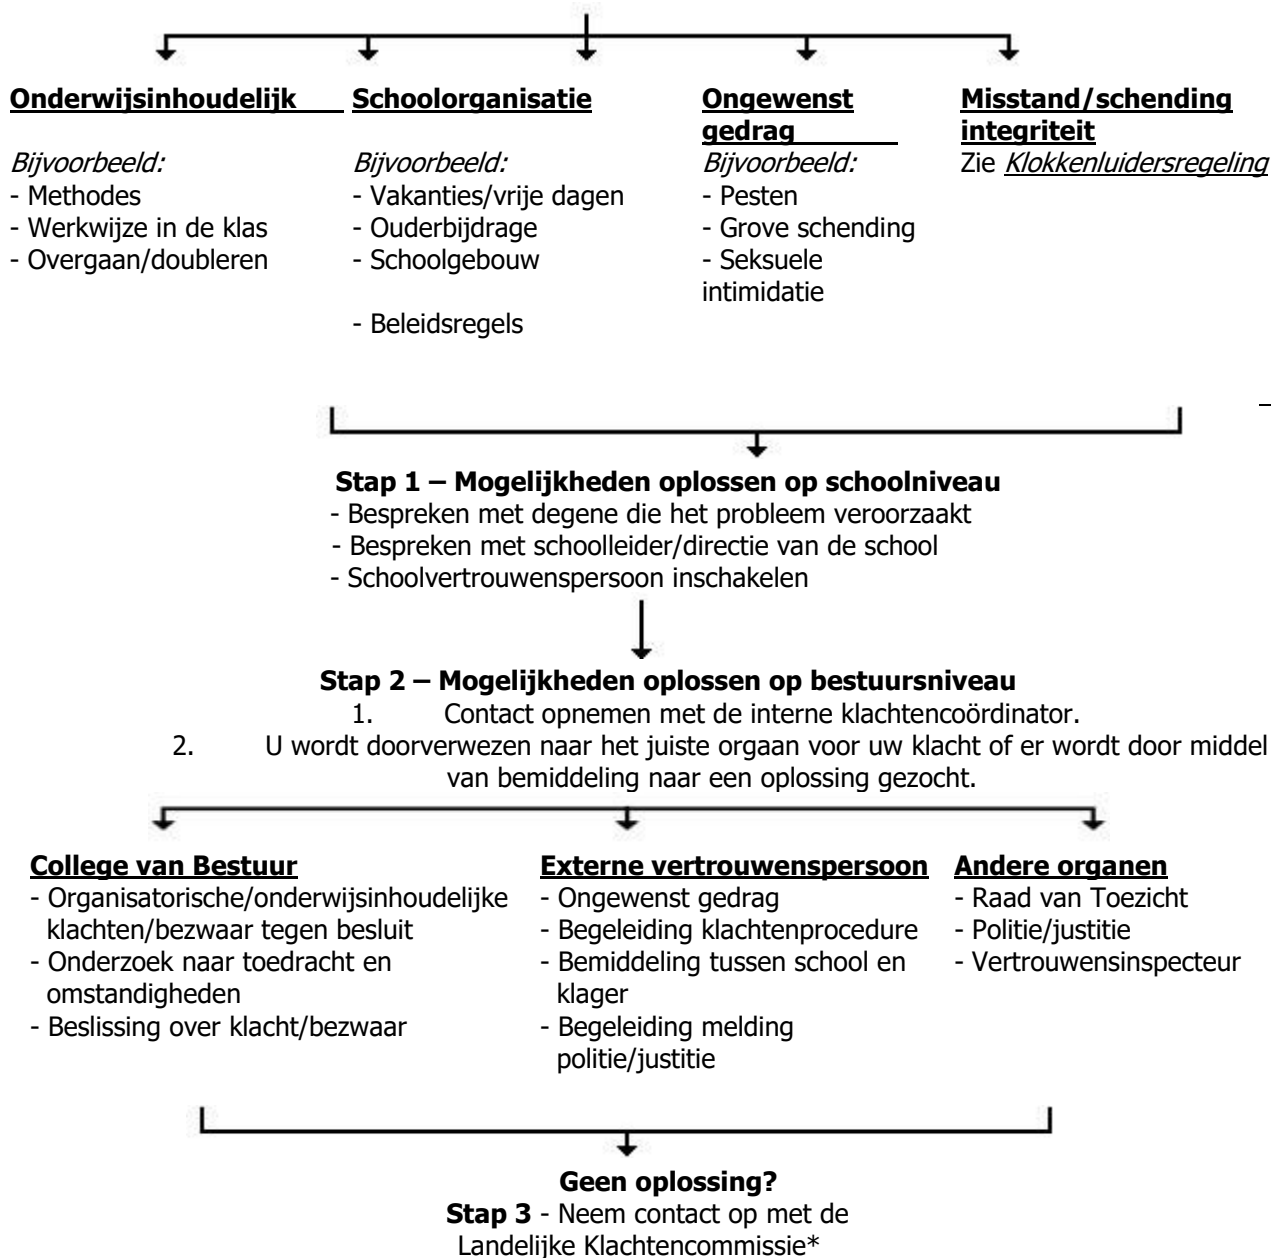 Onderwijsinhoudelijk
Bijvoorbeeld:
- Methodes
- Werkwijze in de klas
- Overgaan/doubleren
Schoolorganisatie
Bijvoorbeeld:
- Vakanties/vrije dagen
- Ouderbijdrage
- Schoolgebouw
- Beleidsregels
Ongewenst
gedrag
Bijvoorbeeld:
- Pesten
- Grove schending
- Seksuele
intimidatie
Misstand/schending
integriteit
Zie Klokkenluidersregeling
Stap 1 – Mogelijkheden oplossen op schoolniveau
- Bespreken met degene die het probleem veroorzaakt
- Bespreken met schoolleider/directie van de school
- Schoolvertrouwenspersoon inschakelen
Stap 2 – Mogelijkheden oplossen op bestuursniveau
1. Contact opnemen met de interne klachtencoördinator.
2. U wordt doorverwezen naar het juiste orgaan voor uw klacht of er wordt door middel
van bemiddeling naar een oplossing gezocht.
College van Bestuur
- Organisatorische/onderwijsinhoudelijke
klachten/bezwaar tegen besluit
- Onderzoek naar toedracht en
omstandigheden
- Beslissing over klacht/bezwaar
Externe vertrouwenspersoon
- Ongewenst gedrag
- Begeleiding klachtenprocedure
- Bemiddeling tussen school en
klager
- Begeleiding melding
politie/justitie
Andere organen
- Raad van Toezicht
- Politie/justitie
- Vertrouwensinspecteur
Geen oplossing?
Stap 3 - Neem contact op met de
Landelijke Klachtencommissie*